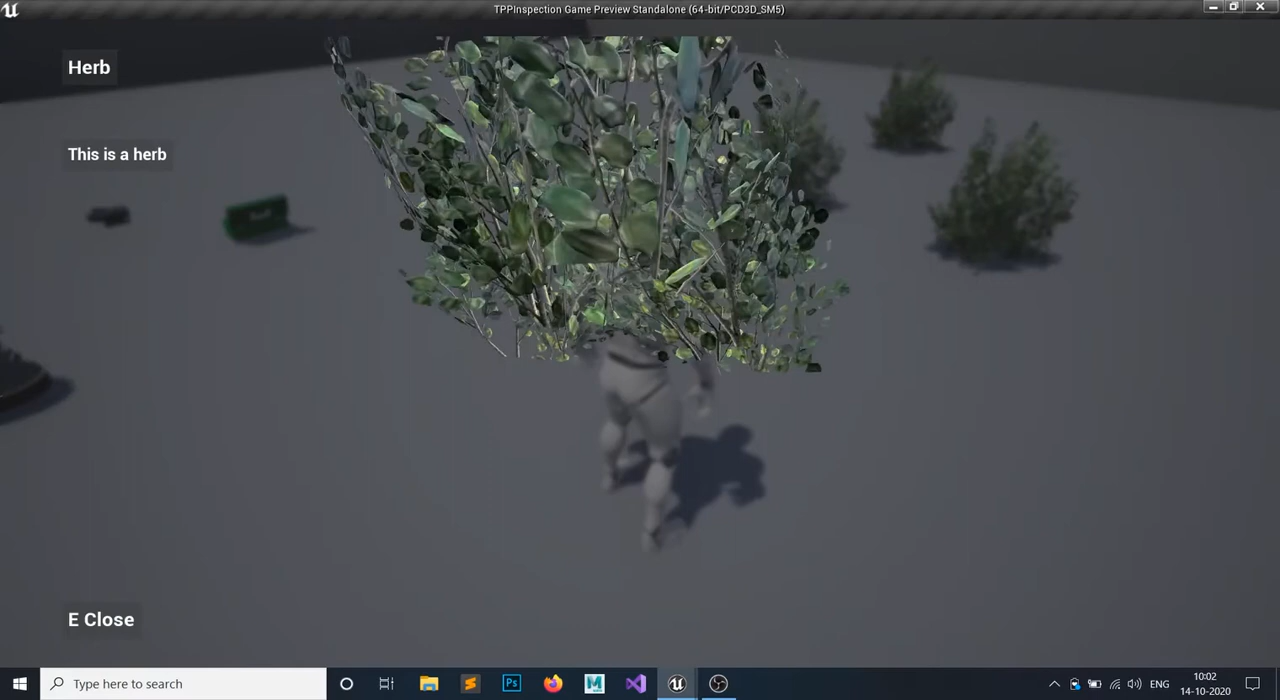 TPPInspection Game Preview Standalone (64-bit/PCD3D_SM5)
Herb
This is a herb
E Close
Type here to search
Ps
ENG
10:02
14-10-2020